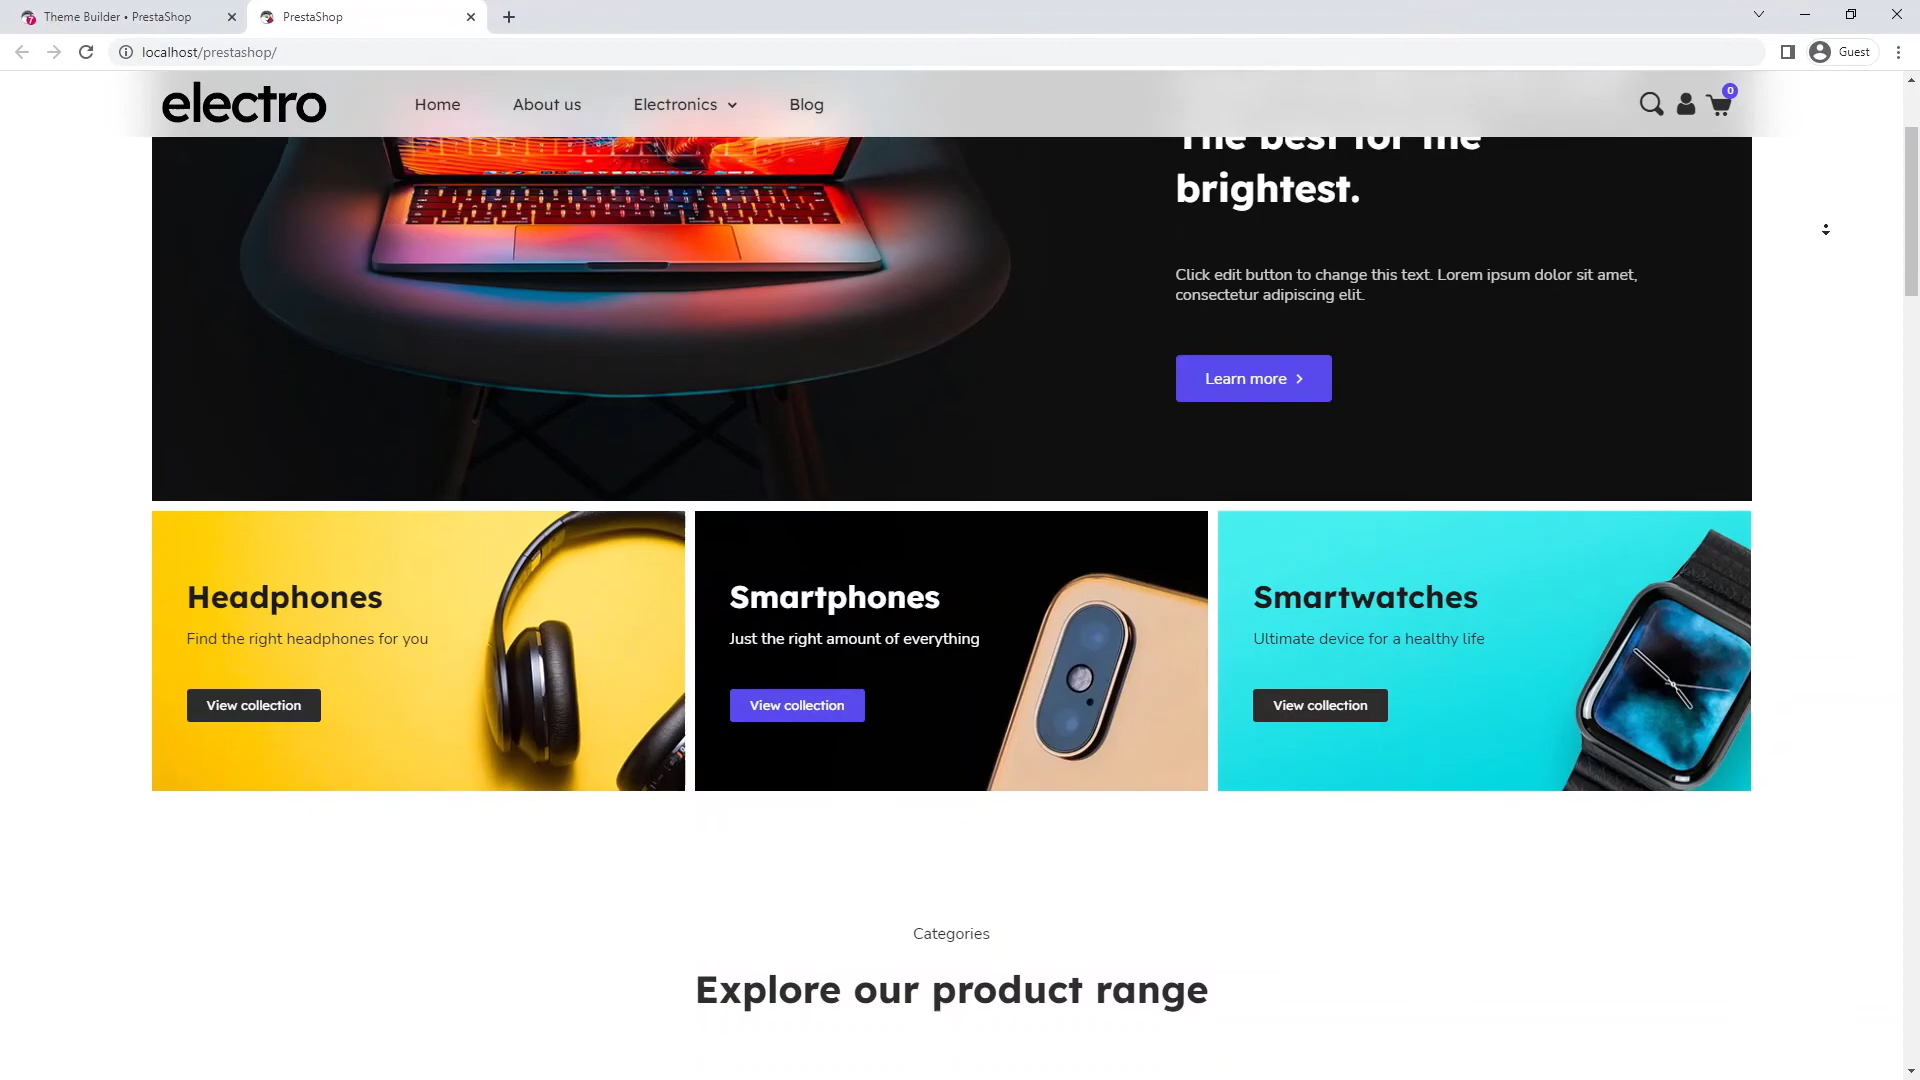 Theme Builder • PrestaShop
PrestaShop
localhost/prestashop/
Guest
electro
Home
About us
Electronics
Blog
0
The best for the
brightest.
Click edit button to change this text. Lorem ipsum dolor sit amet,
consectetur adipiscing elit.
Learn more
Headphones
Find the right headphones for you
View collection
Smartphones
Just the right amount of everything
View collection
Smartwatches
Ultimate device for a healthy life
View collection
Categories
Explore our product range